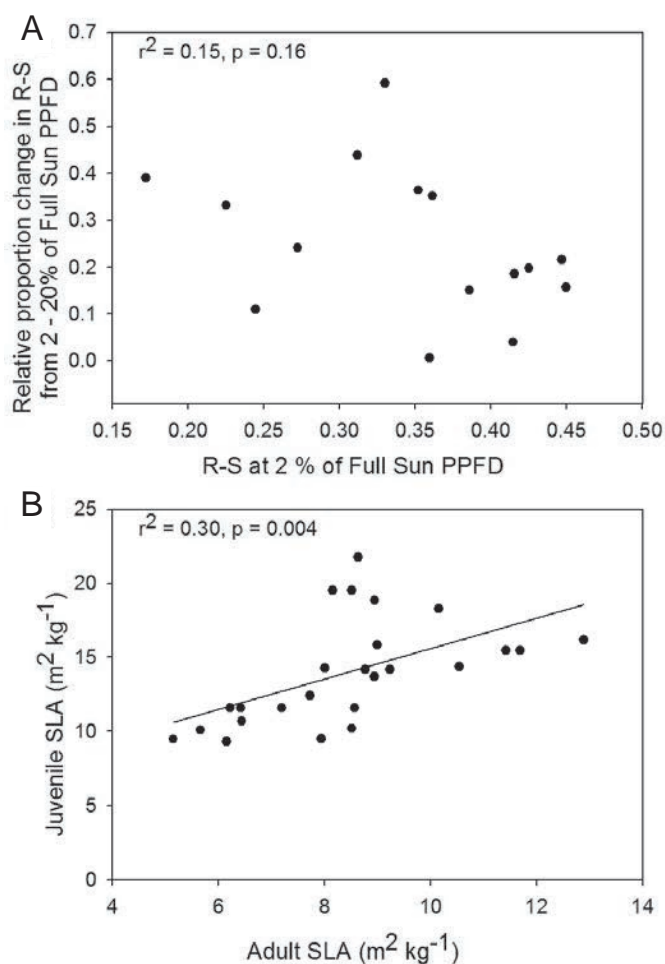 A
r² = 0.15, p = 0.16
Relative proportion change in R-S
from 2 - 20% of Full Sun PPFD
0.7
0.6
0.5
0.4
0.3
0.2
0.1
0.0
0.15 0.20 0.25 0.30 0.35 0.40 0.45 0.50
R-S at 2 % of Full Sun PPFD
B
r² = 0.30, p = 0.004
Juvenile SLA (m² kg⁻¹)
25
20
15
10
5
0
4 6 8 10 12 14
Adult SLA (m² kg⁻¹)